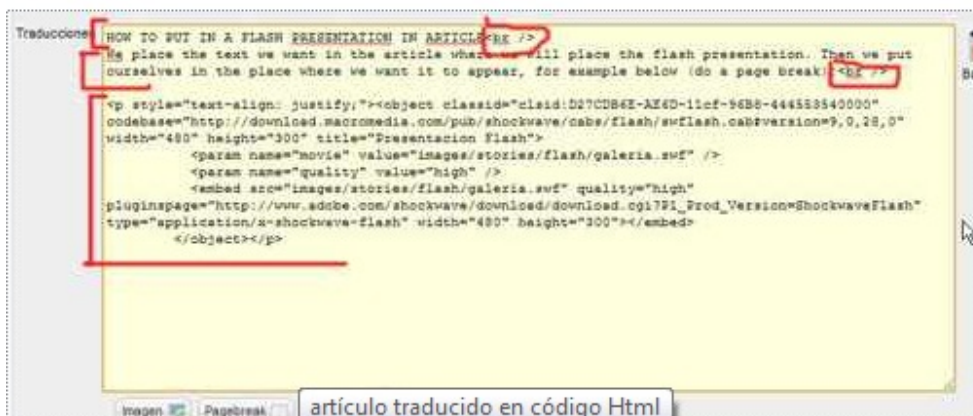 Traducciones
HOW TO PUT IN A FLASH PRESENTATION IN ARTICLE<br />
We place the text we want in the article where we will place the flash presentation. Then we put
ourselves in the place where we want it to appear, for example below (do a page break):<br />
<p style="text-align: justify;"><object classid="clsid:D27CDB6E-AE6D-11cf-96B8-444553540000"
codebase="http://download.macromedia.com/pub/shockwave/cabs/flash/swflash.cab#version=9,0,28,0"
width="480" height="300" title="Presentacion Flash">
<param name="movie" value="images/stories/flash/galeria.swf" />
<param name="quality" value="high" />
<embed src="images/stories/flash/galeria.swf" quality="high"
pluginspage="http://www.adobe.com/shockwave/download/download.cgi?P1_Prod_Version=ShockwaveFlash"
type="application/x-shockwave-flash" width="480" height="300"></embed>
</object></p>
Imagen Pagebreak
artículo traducido en código Html